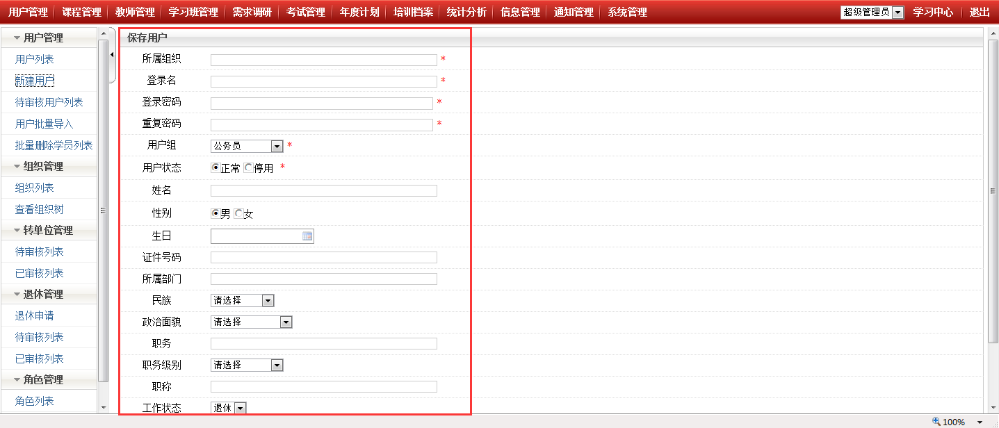 用户管理 课程管理 教师管理 学习班管理 需求调研 考试管理 年度计划 培训档案 统计分析 信息管理 通知管理 系统管理 超级管理员 学习中心 退出
用户管理
用户列表
新建用户
待审核用户列表
用户批量导入
批量删除学员列表
组织管理
组织列表
查看组织树
转单位管理
待审核列表
已审核列表
退休管理
退休申请
待审核列表
已审核列表
角色管理
角色列表
保存用户
所属组织 *
登录名 *
登录密码 *
重复密码 *
用户组 公务员 *
用户状态 正常 停用 *
姓名
性别 男 女
生日
证件号码
所属部门
民族 请选择
政治面貌 请选择
职务
职务级别 请选择
职称
工作状态 退休
100%